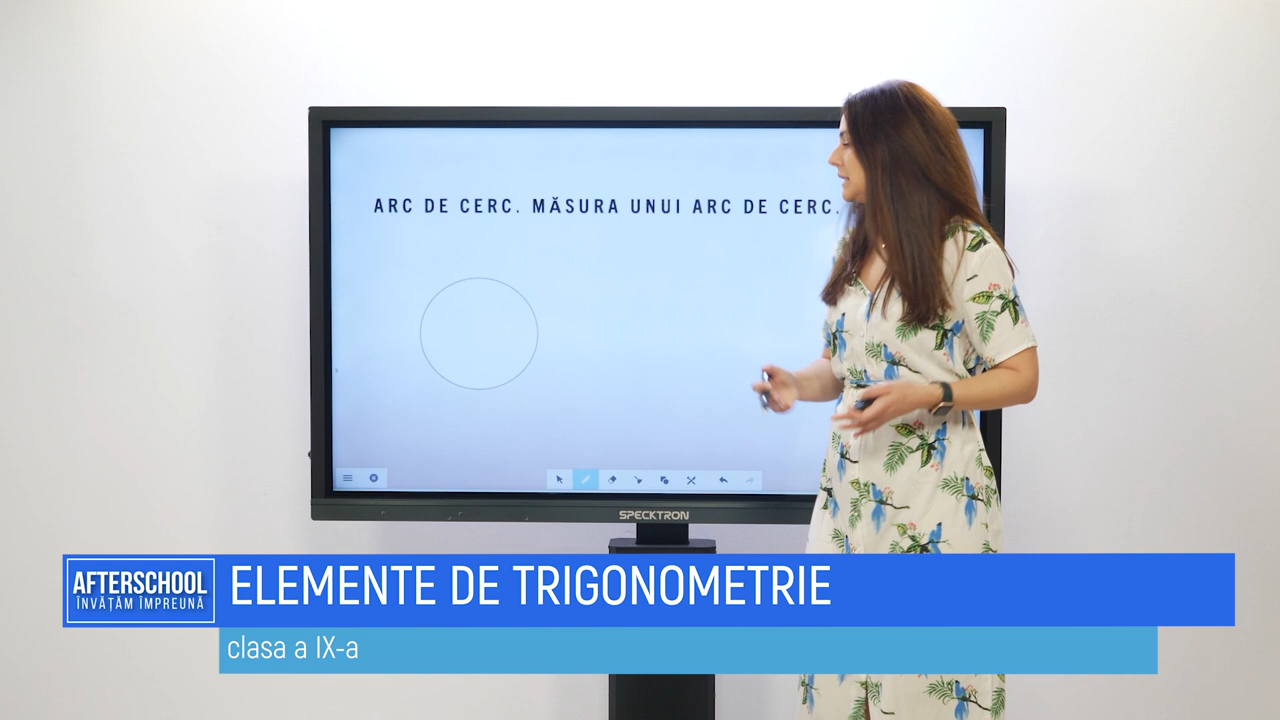 ARC DE CERC. MĂSURA UNUI ARC DE CERC.
SPECKTRON
AFTERSCHOOL
ÎNVĂȚĂM ÎMPREUNĂ
ELEMENTE DE TRIGONOMETRIE
clasa a IX-a